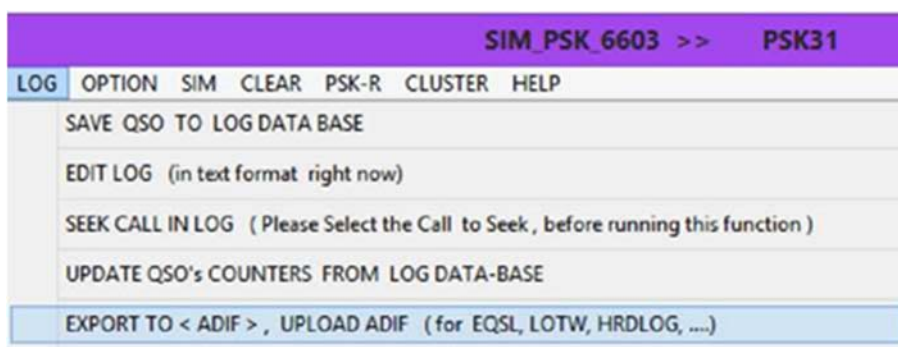 SIM_PSK_6603 >> PSK31
LOG OPTION SIM CLEAR PSK-R CLUSTER HELP
SAVE QSO TO LOG DATA BASE
EDIT LOG (in text format right now)
SEEK CALL IN LOG ( Please Select the Call to Seek , before running this function )
UPDATE QSO's COUNTERS FROM LOG DATA-BASE
EXPORT TO < ADIF > , UPLOAD ADIF ( for EQSL, LOTW, HRDLOG, ....)